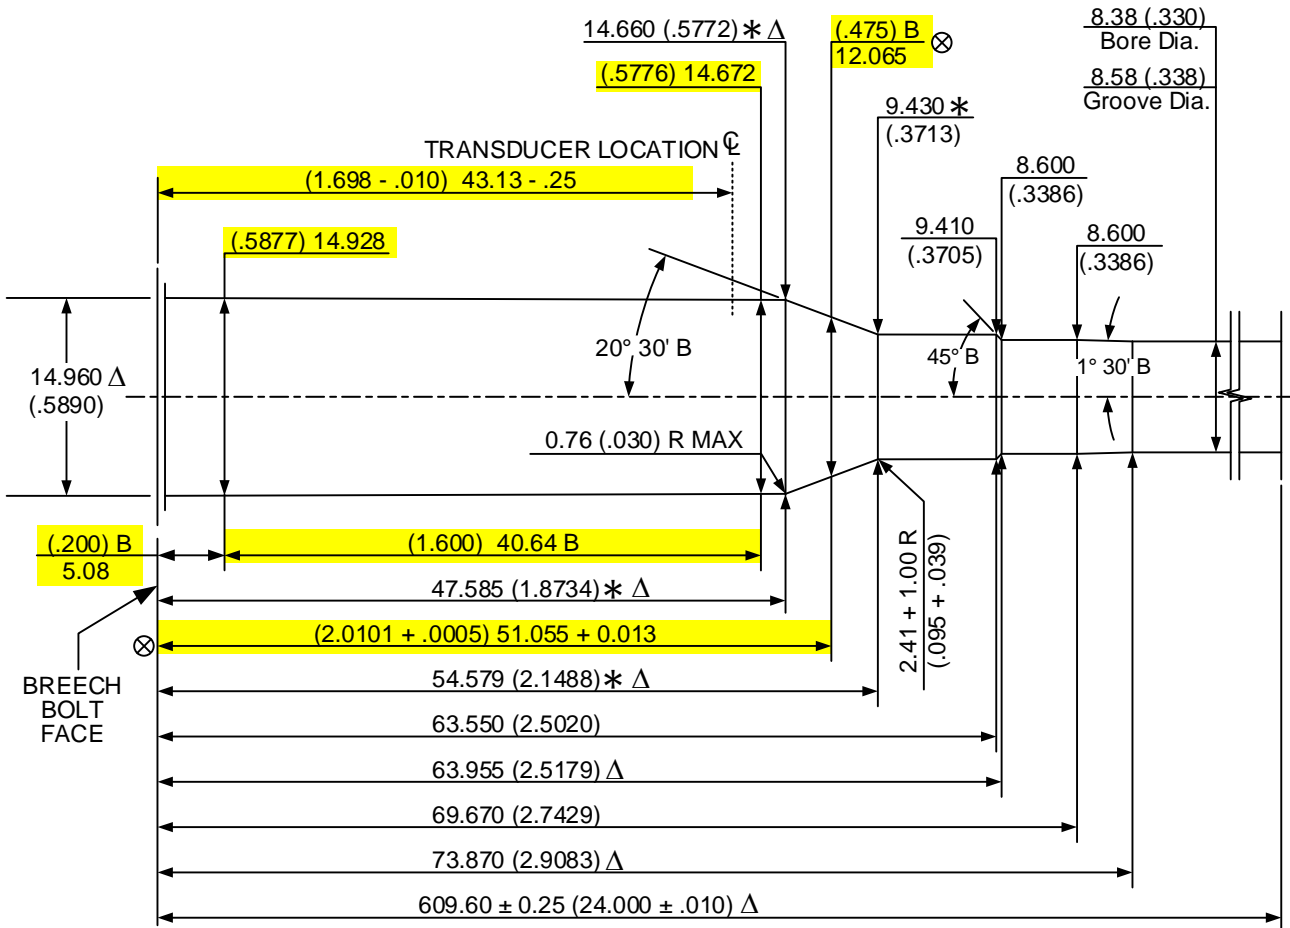 14.660 (.5772) * Δ
(.475) B ⊗
12.065
8.38 (.330)
Bore Dia.
(.5776) 14.672
8.58 (.338)
Groove Dia.
9.430 *
(.3713)
TRANSDUCER LOCATION ℄
(1.698 - .010) 43.13 - .25
8.600
(.3386)
(.5877) 14.928
9.410
(.3705)
8.600
(.3386)
20° 30' B
45° B
1° 30' B
14.960 Δ
(.5890)
0.76 (.030) R MAX
(.200) B
5.08
(1.600) 40.64 B
2.41 + 1.00 R
(.095 + .039)
47.585 (1.8734) * Δ
⊗ (2.0101 + .0005) 51.055 + 0.013
BREECH
BOLT
FACE
54.579 (2.1488) * Δ
63.550 (2.5020)
63.955 (2.5179) Δ
69.670 (2.7429)
73.870 (2.9083) Δ
609.60 ± 0.25 (24.000 ± .010) Δ